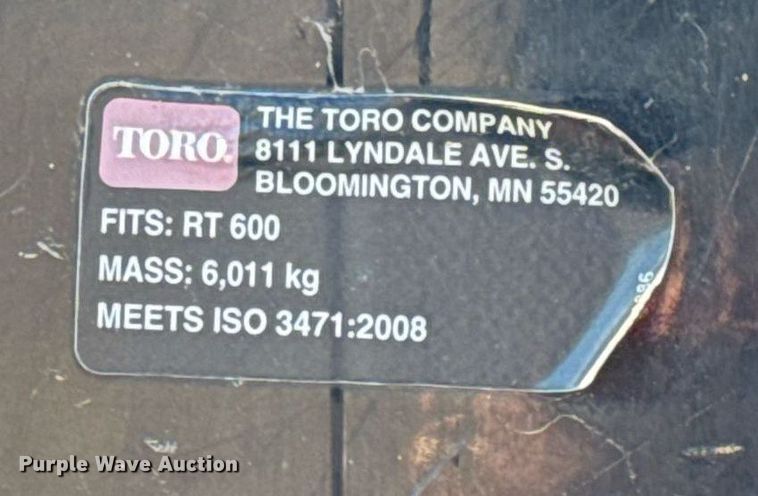 TORO.
THE TORO COMPANY
8111 LYNDALE AVE. S.
BLOOMINGTON, MN 55420
FITS: RT 600
MASS: 6,011 kg
MEETS ISO 3471:2008
Purple Wave Auction